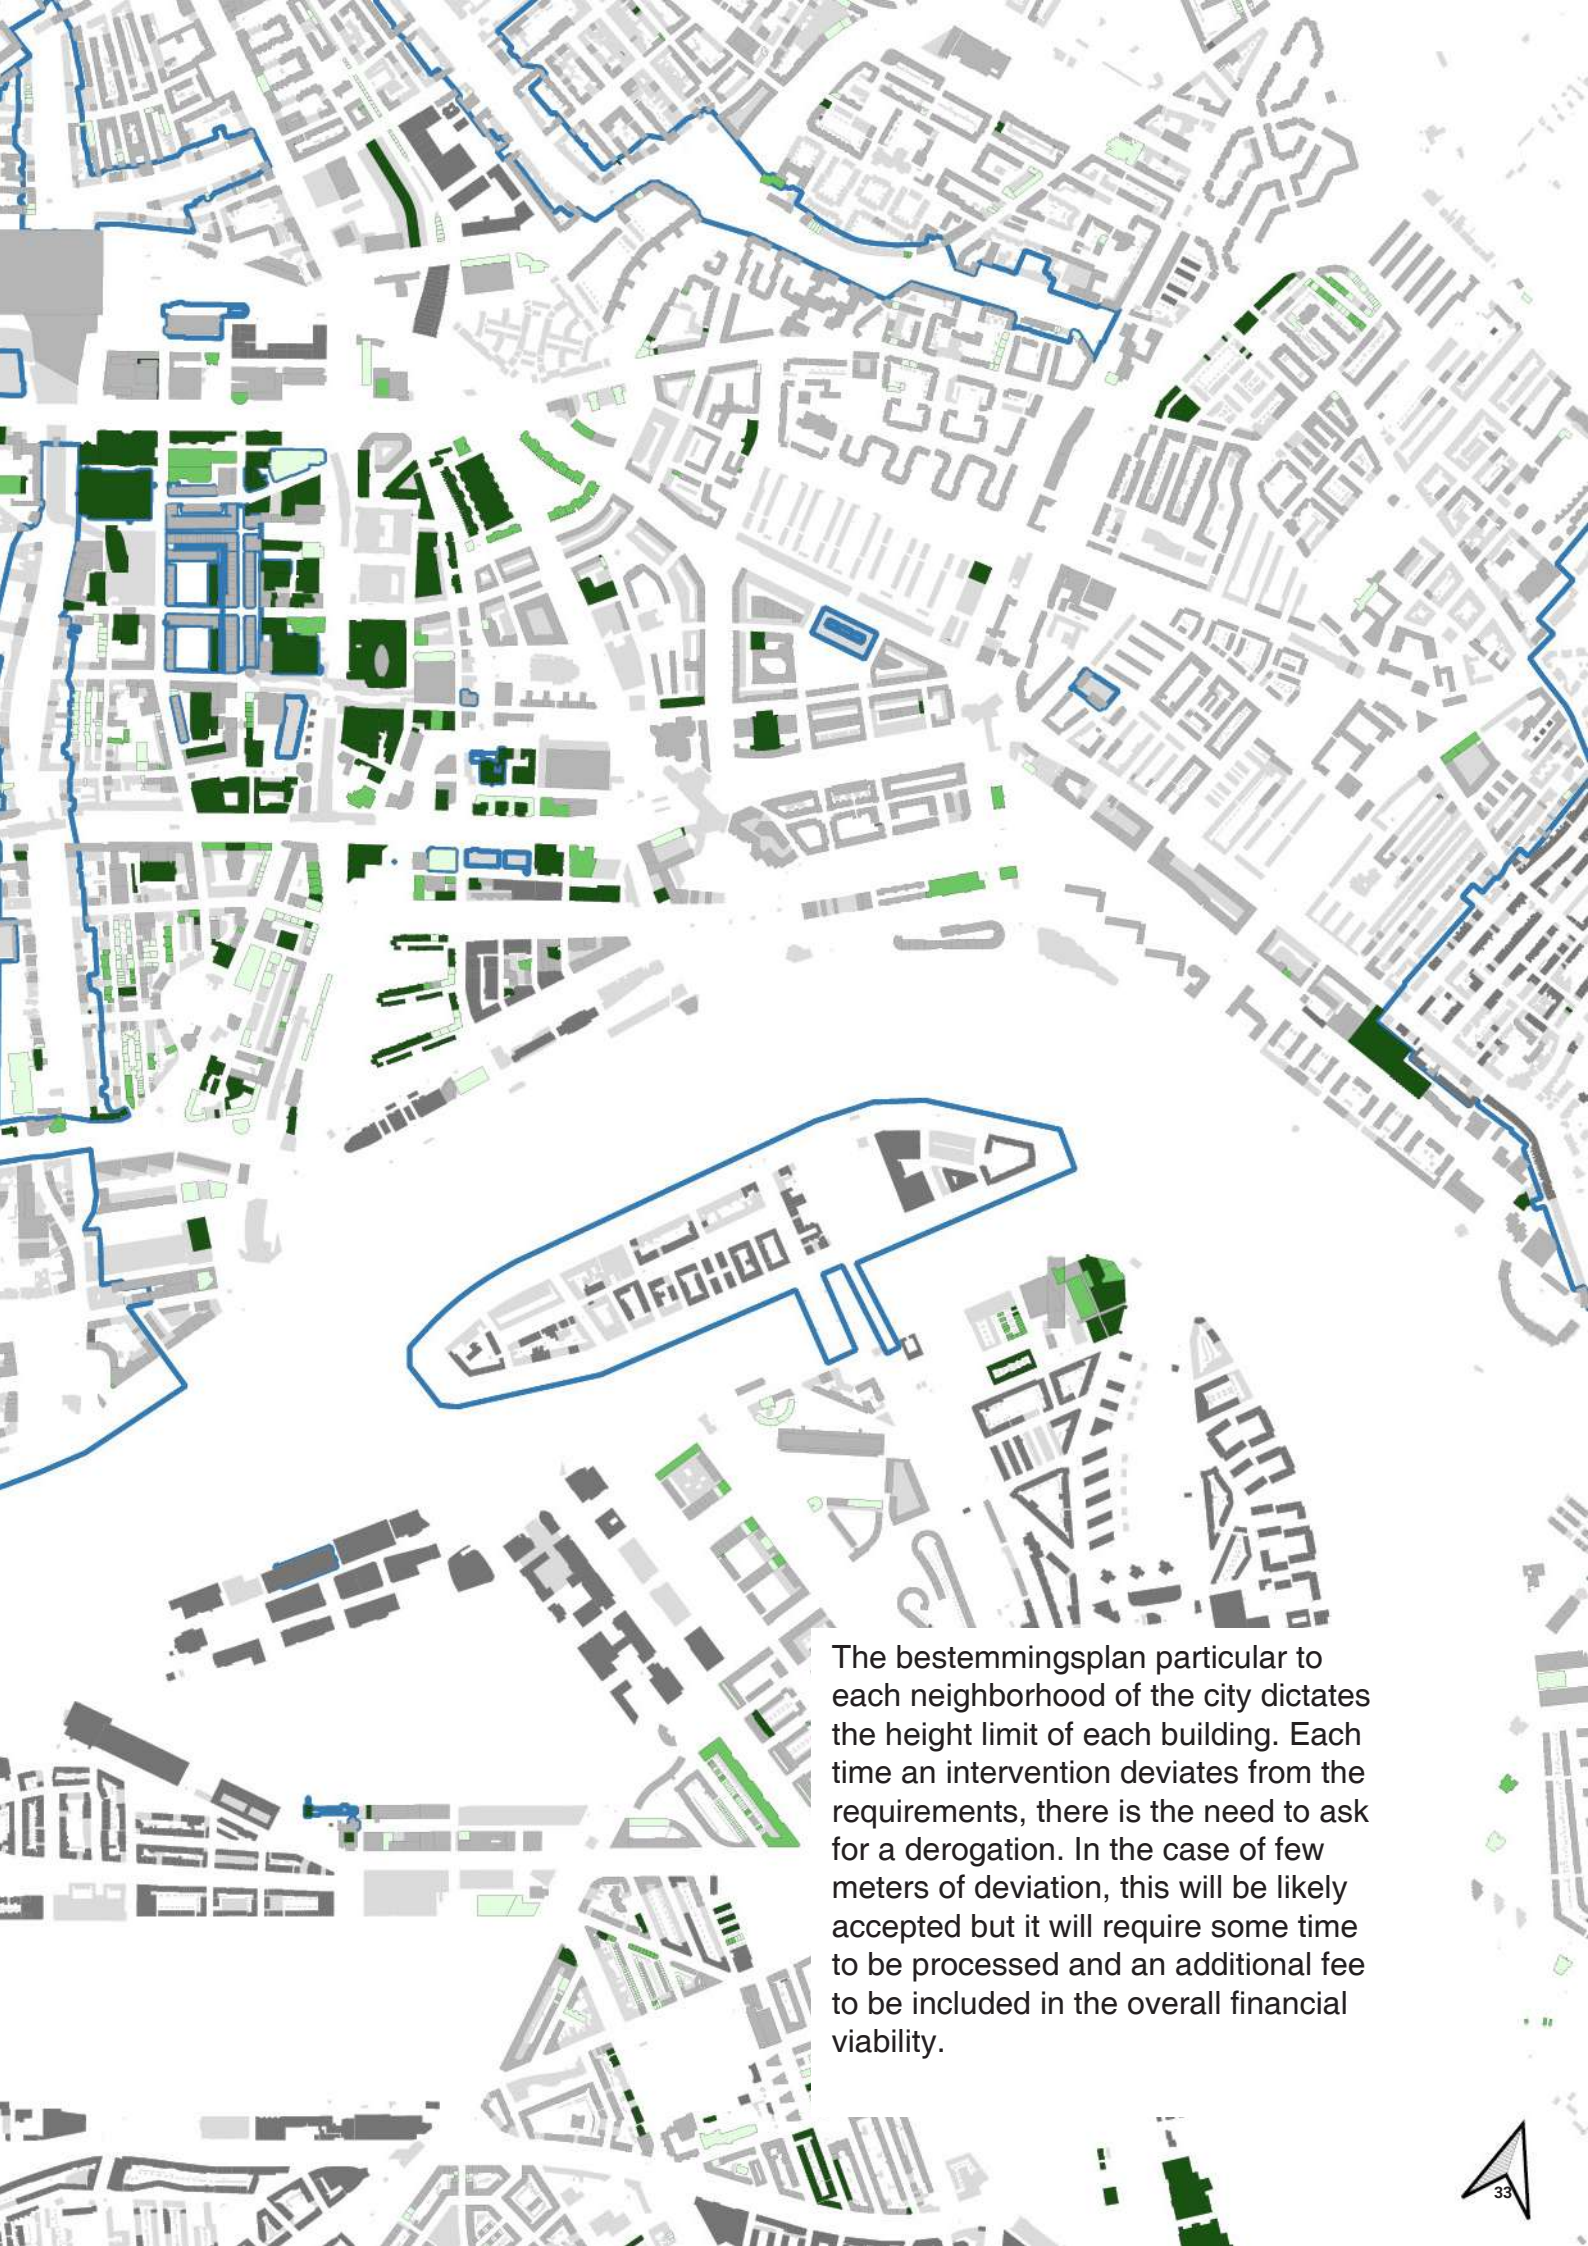 The bestemmingsplan particular to
each neighborhood of the city dictates
the height limit of each building. Each
time an intervention deviates from the
requirements, there is the need to ask
for a derogation. In the case of few
meters of deviation, this will be likely
accepted but it will require some time
to be processed and an additional fee
to be included in the overall financial
viability.
33